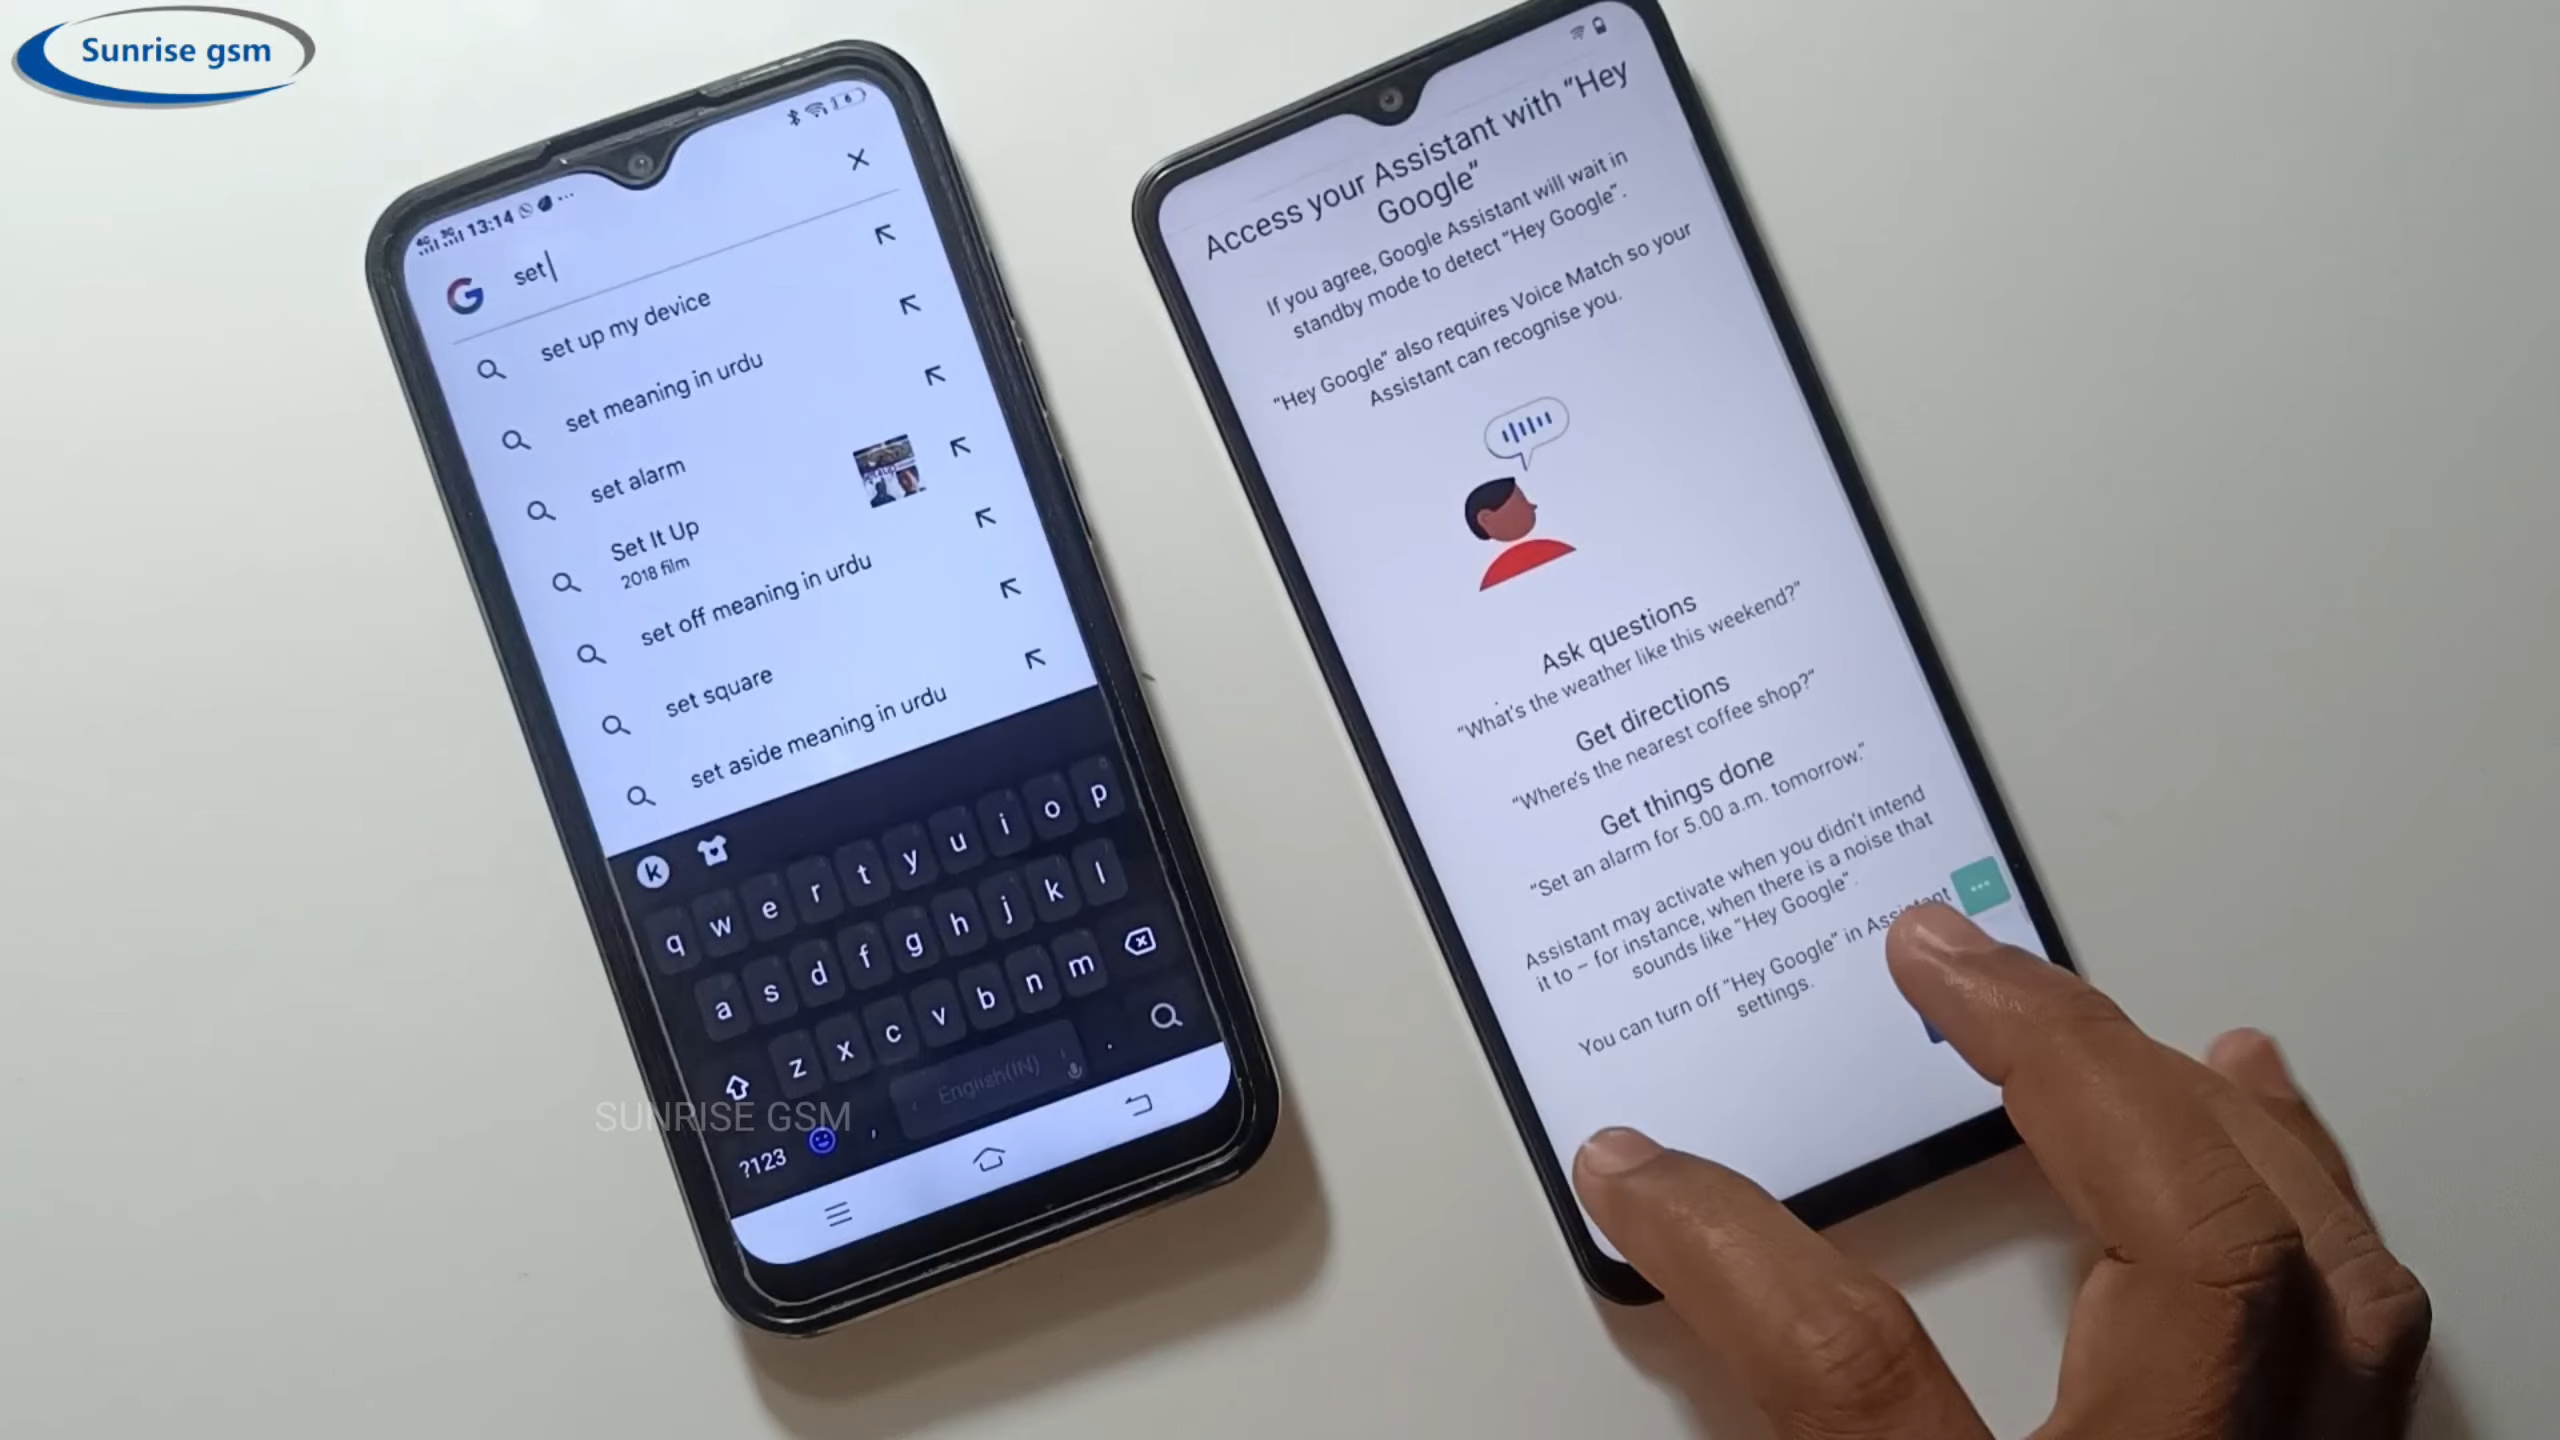 Sunrise gsm
13:14
set
set up my device
set meaning in urdu
set alarm
Set It Up
2018 film
set off meaning in urdu
set square
set aside meaning in urdu
q w e r t y u i o p
a s d f g h j k l
z x c v b n m
?123 , English(IN) .
SUNRISE GSM
Access your Assistant with “Hey
Google”
If you agree, Google Assistant will wait in
standby mode to detect “Hey Google”.
“Hey Google” also requires Voice Match so your
Assistant can recognise you.
Ask questions
“What's the weather like this weekend?”
Get directions
“Where's the nearest coffee shop?”
Get things done
“Set an alarm for 5.00 a.m. tomorrow.”
Assistant may activate when you didn't intend
it to – for instance, when there is a noise that
sounds like “Hey Google”.
You can turn off “Hey Google” in Assistant
settings.